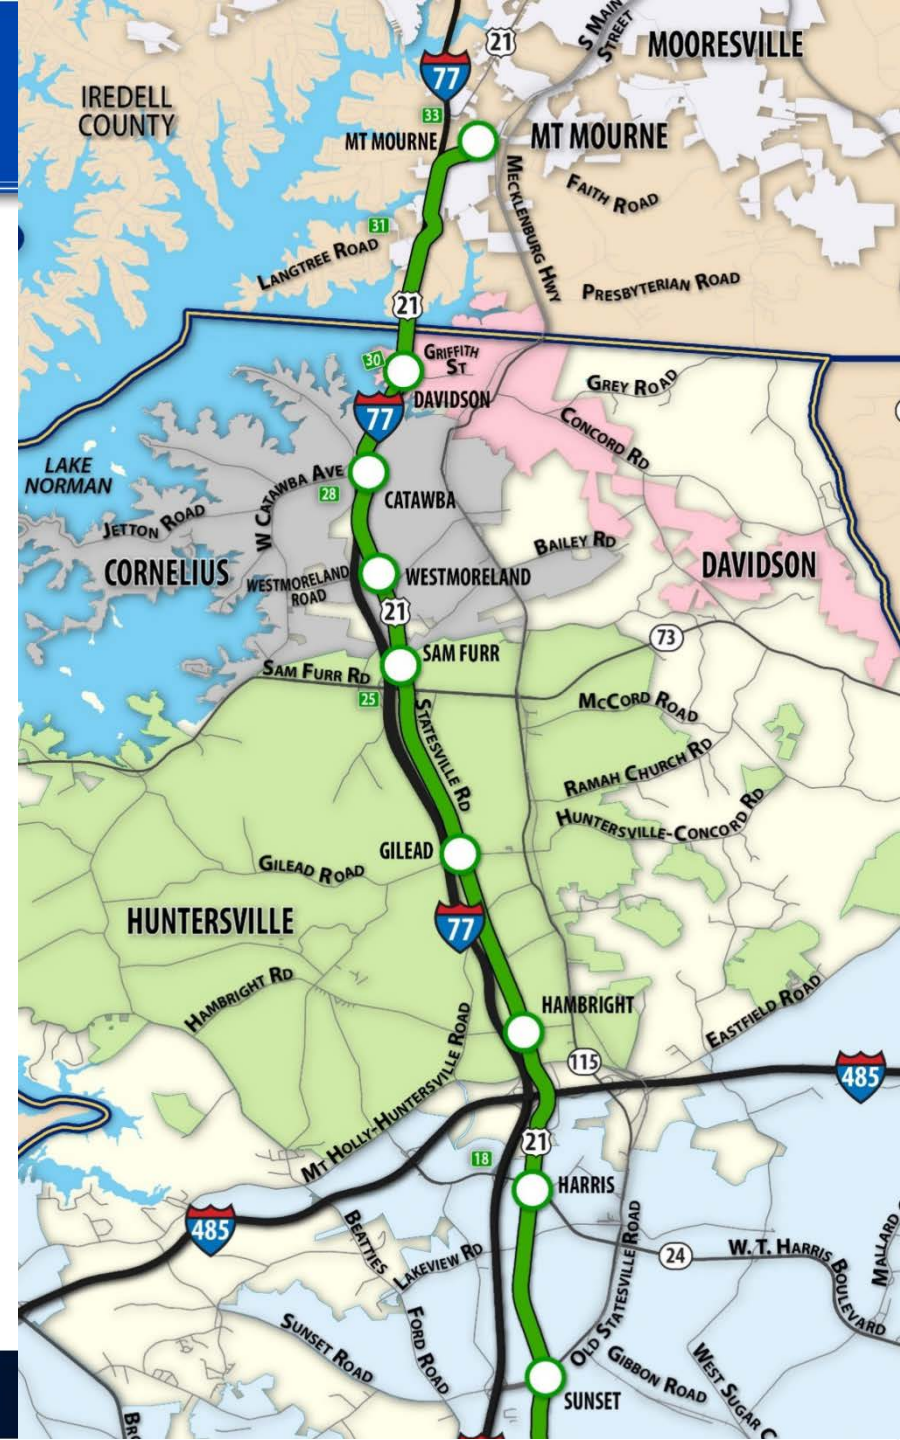 21
S MAIN
STREET
MOORESVILLE
77
IREDELL
COUNTY
33
MT MOURNE
MT MOURNE
MECKLENBURG HWY
FAITH ROAD
31
LANGTREE ROAD
PRESBYTERIAN ROAD
21
30
GRIFFITH
ST
GREY ROAD
DAVIDSON
77
CONCORD RD
LAKE
NORMAN
W CATAWBA AVE
28
CATAWBA
JETTON ROAD
BAILEY RD
CORNELIUS
WESTMORELAND
ROAD
WESTMORELAND
DAVIDSON
21
73
SAM FURR
SAM FURR RD
25
STATESVILLE RD
MCCORD ROAD
RAMAH CHURCH RD
HUNTERSVILLE-CONCORD RD
GILEAD
GILEAD ROAD
HUNTERSVILLE
77
HAMBRIGHT RD
HAMBRIGHT
EASTFIELD ROAD
MT HOLLY-HUNTERSVILLE ROAD
115
485
21
18
HARRIS
485
BEATTIES
FORD ROAD
LAKEVIEW RD
OLD STATESVILLE ROAD
24
W.T. HARRIS
BOULEVARD
MALLARD
SUNSET ROAD
GIBBON ROAD
WEST SUGAR C
SUNSET
BRO